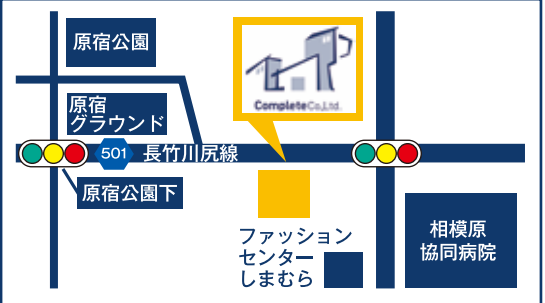 原宿公園
原宿
グラウンド
CompleteCo,Ltd.
501
長竹川尻線
原宿公園下
ファッション
センター
しまむら
相模原
協同病院